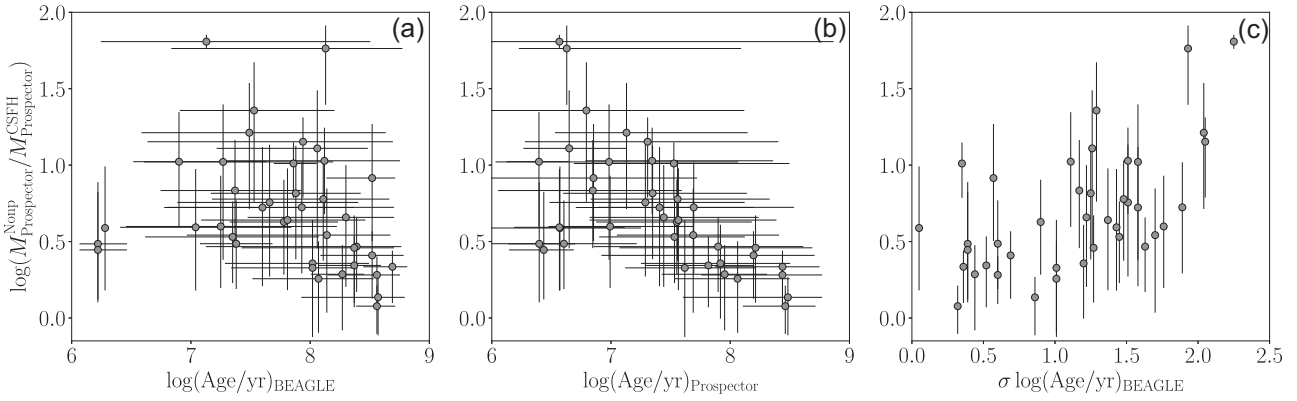 (a)
(b)
(c)
log(M^Nonp_Prospector/M^CSFH_Prospector)
2.0
1.5
1.0
0.5
0.0
6 7 8 9
log(Age/yr)_BEAGLE
2.0
1.5
1.0
0.5
0.0
6 7 8 9
log(Age/yr)_Prospector
2.0
1.5
1.0
0.5
0.0
0.0 0.5 1.0 1.5 2.0 2.5
σ log(Age/yr)_BEAGLE